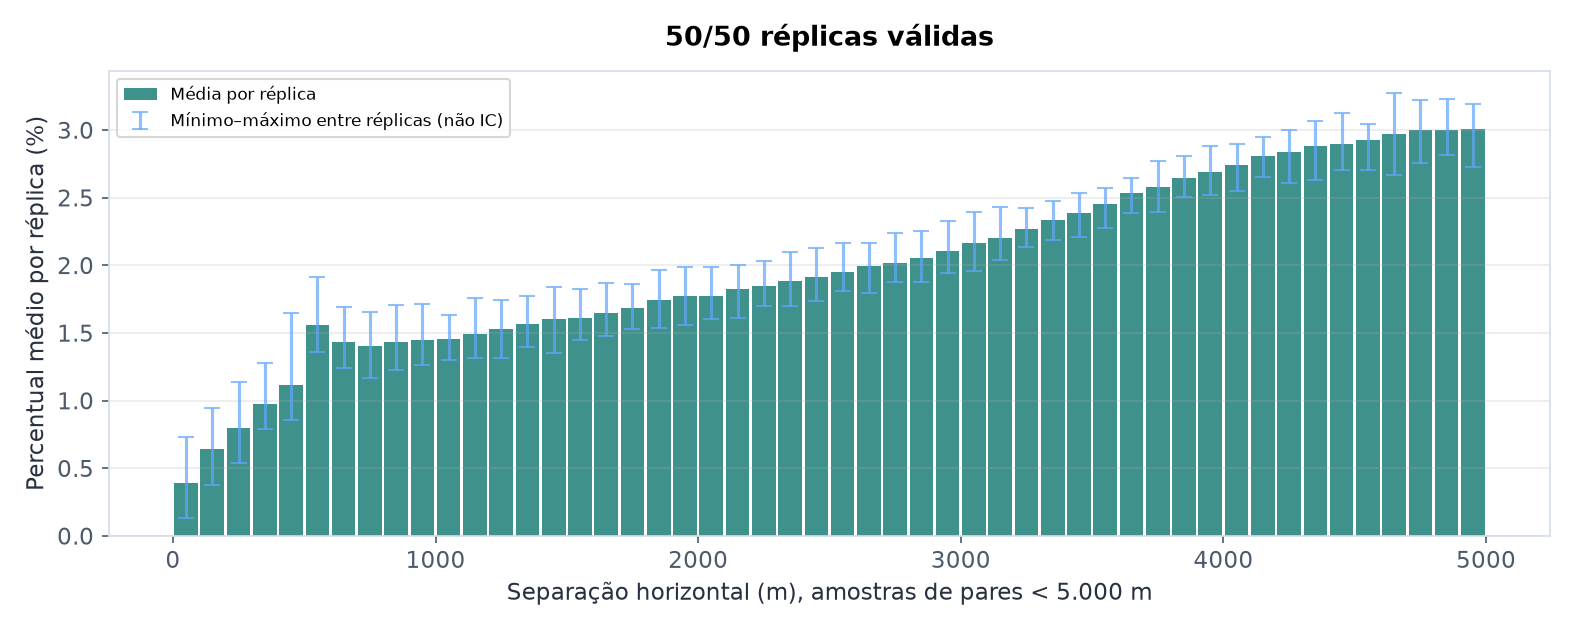 50/50 réplicas válidas
Média por réplica
Mínimo–máximo entre réplicas (não IC)
Percentual médio por réplica (%)
3.0
2.5
2.0
1.5
1.0
0.5
0.0
0 1000 2000 3000 4000 5000
Separação horizontal (m), amostras de pares < 5.000 m